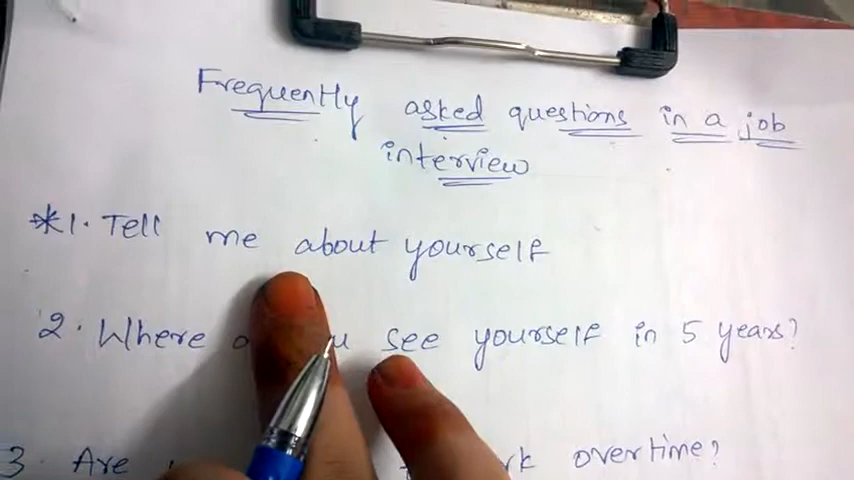 Frequently asked questions in a job
interview
*1. Tell me about yourself
2. Where see yourself in 5 years?
3. Are overtime?